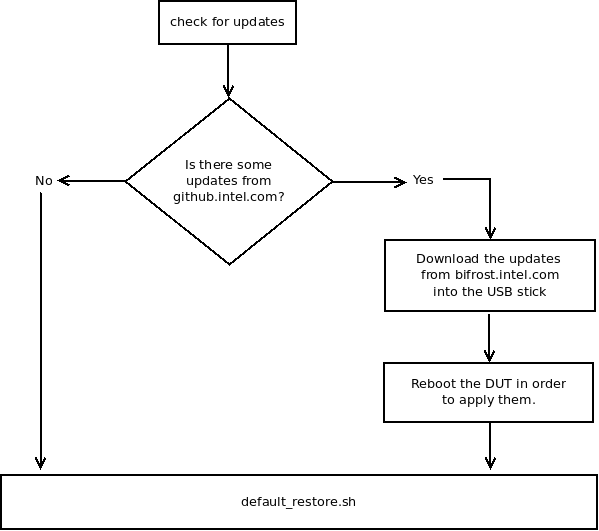 check for updates
Is there some
updates from
github.intel.com?
No
Yes
Download the updates
from bifrost.intel.com
into the USB stick
Reboot the DUT in order
to apply them.
default_restore.sh